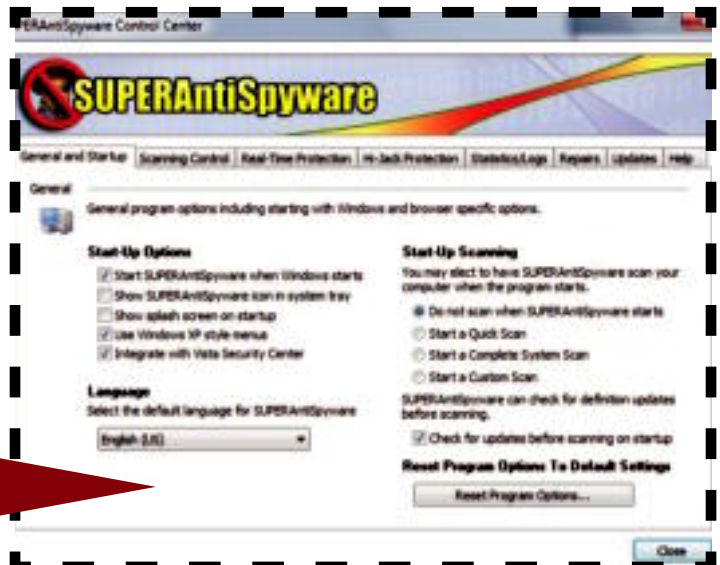 PERAntiSpyware Control Center
SUPERAntiSpyware
General and Startup Scanning Control Real-Time Protection Hi-Jack Protection Statistics/Logs Repairs Updates Help
General
General program options including starting with Windows and browser specific options.
Start-Up Options
Start SUPERAntiSpyware when Windows starts
Show SUPERAntiSpyware icon in system tray
Show splash screen on startup
Use Windows XP style menus
Integrate with Vista Security Center
Language
Select the default language for SUPERAntiSpyware
English (US)
Start-Up Scanning
You may elect to have SUPERAntiSpyware scan your
computer when the program starts.
Do not scan when SUPERAntiSpyware starts
Start a Quick Scan
Start a Complete System Scan
Start a Custom Scan
SUPERAntiSpyware can check for definition updates
before scanning.
Check for updates before scanning on startup
Reset Program Options To Default Settings
Reset Program Options...
Close